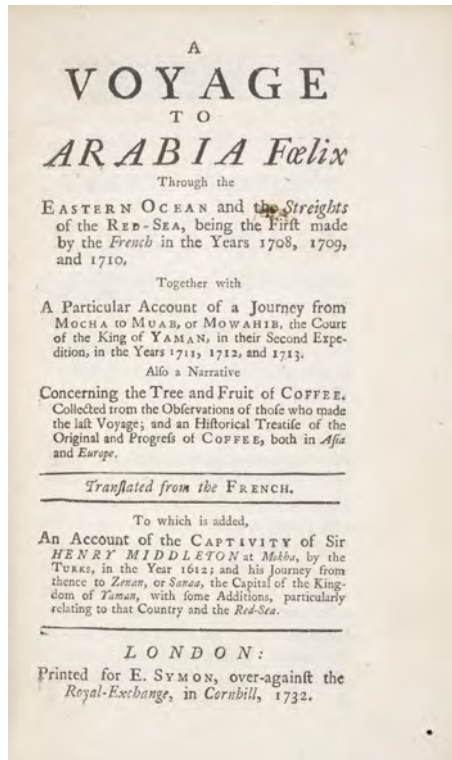 A
VOYAGE
TO
ARABIA Fœlix
Through the
EASTERN OCEAN and the Streights
of the RED-SEA, being the Firſt made
by the French in the Years 1708, 1709,
and 1710.
Together with
A Particular Account of a Journey from
MOCHA to MUAB, or MOWAHIB, the Court
of the King of YAMAN, in their Second Expe-
dition, in the Years 1711, 1712, and 1713.
Alſo a Narrative
Concerning the Tree and Fruit of COFFEE.
Collected from the Obſervations of thoſe who made
the laſt Voyage; and an Hiſtorical Treatiſe of the
Original and Progreſs of COFFEE, both in Aſia
and Europe.
Tranſlated from the FRENCH.
To which is added,
An Account of the CAPTIVITY of Sir
HENRY MIDDLETON at Mokha, by the
TURKS, in the Year 1612; and his Journey from
thence to Zenan, or Sanaa, the Capital of the King-
dom of Yaman, with ſome Additions, particularly
relating to that Country and the Red-Sea.
LONDON:
Printed for E. SYMON, over-againſt the
Royal-Exchange, in Cornhill, 1732.